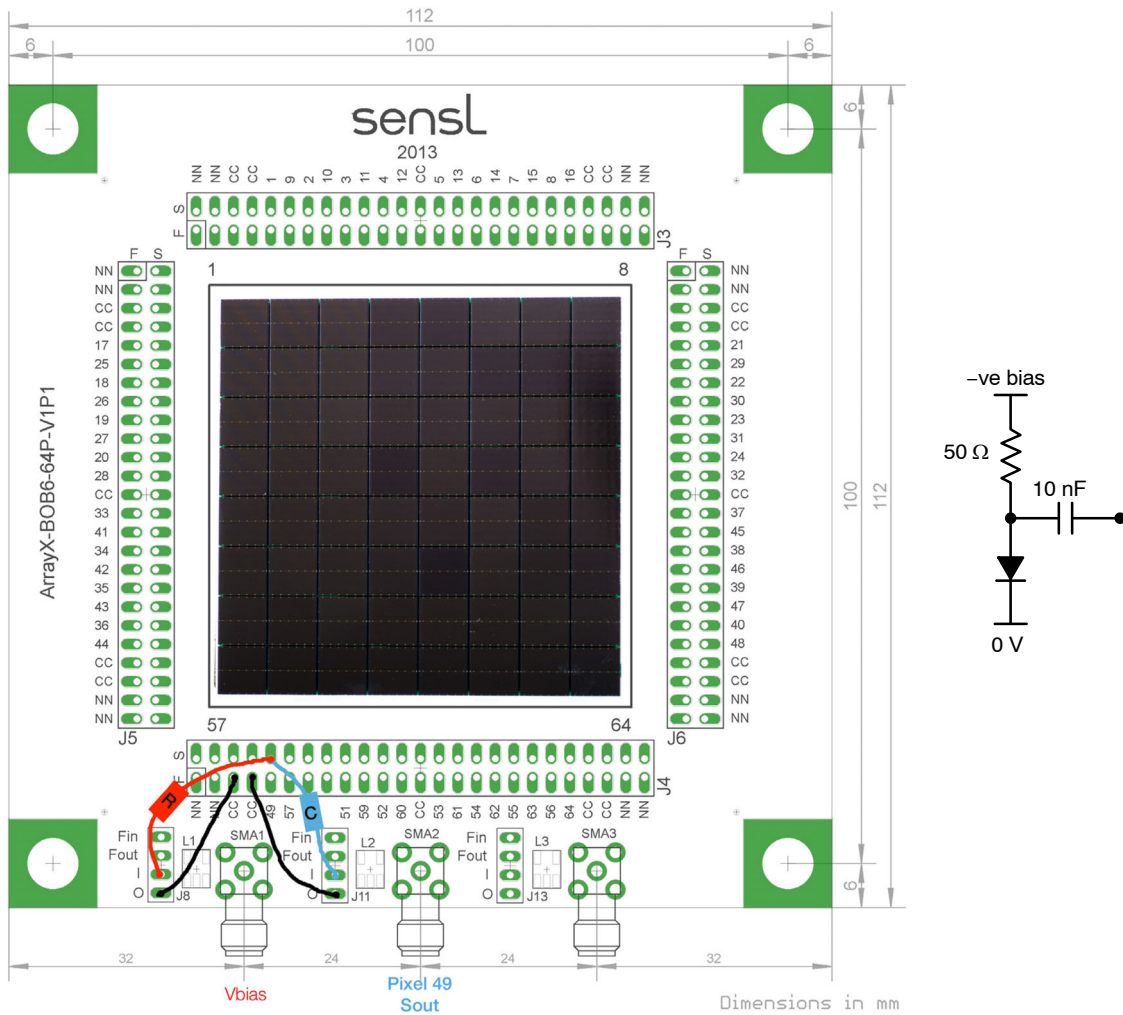 112
6
100
6
sensL
2013
NN NN CC CC 1 9 2 10 3 11 4 12 CC 5 13 6 14 7 15 8 16 CC CC NN NN
S
F
J3
6
F S
F S
1
8
NN
NN
CC
CC
17
25
18
26
19
27
20
28
CC
33
41
34
42
35
43
36
44
CC
CC
NN
NN
J5
ArrayX-BOB6-64P-V1P1
NN
NN
CC
CC
21
29
22
30
23
31
24
32
CC
37
45
38
46
39
47
40
48
CC
CC
NN
NN
J6
100
112
–ve bias
50 Ω
10 nF
0 V
57
64
S
F
J4
R
C
NN NN CC CC 49 57 51 59 52 60 CC 53 61 54 62 55 63 56 64 CC CC NN NN
Fin
Fout
I
O
J8
L1
SMA1
Fin
Fout
I
O
J11
L2
SMA2
Fin
Fout
I
O
J13
L3
SMA3
6
32
24
24
32
Vbias
Pixel 49
Sout
Dimensions in mm